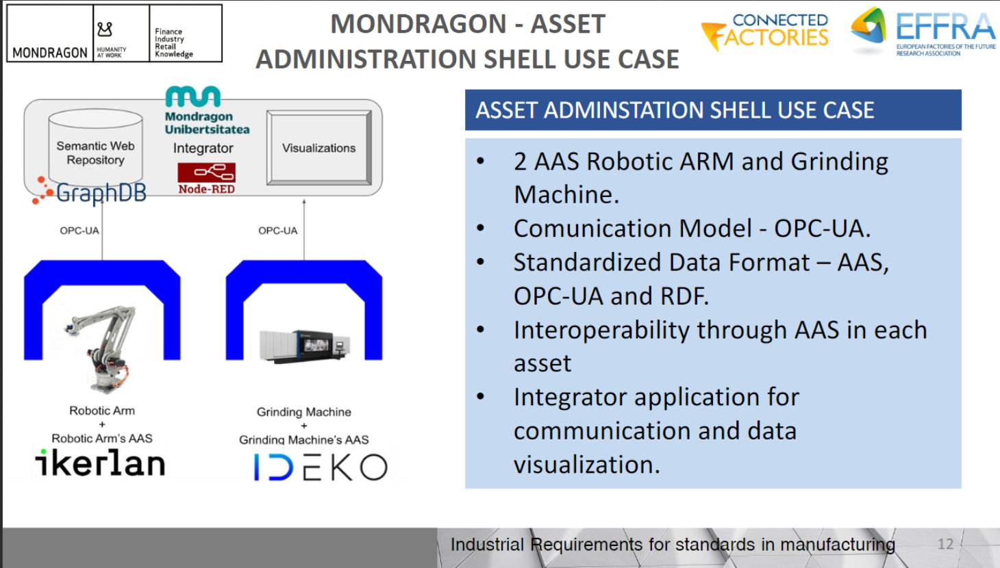 MONDRAGON
HUMANITY
AT WORK
Finance
Industry
Retail
Knowledge
MONDRAGON - ASSET
ADMINISTRATION SHELL USE CASE
CONNECTED
FACTORIES
EFFRA
EUROPEAN FACTORIES OF THE FUTURE
RESEARCH ASSOCIATION
Mondragon
Unibertsitatea
Integrator
Node-RED
Semantic Web
Repository
GraphDB
Visualizations
OPC-UA
OPC-UA
Robotic Arm
+
Robotic Arm's AAS
ikerlan
Grinding Machine
+
Grinding Machine's AAS
IDEKO
ASSET ADMINSTATION SHELL USE CASE
• 2 AAS Robotic ARM and Grinding
Machine.
• Comunication Model - OPC-UA.
• Standardized Data Format – AAS,
OPC-UA and RDF.
• Interoperability through AAS in each
asset
• Integrator application for
communication and data
visualization.
Industrial Requirements for standards in manufacturing
12